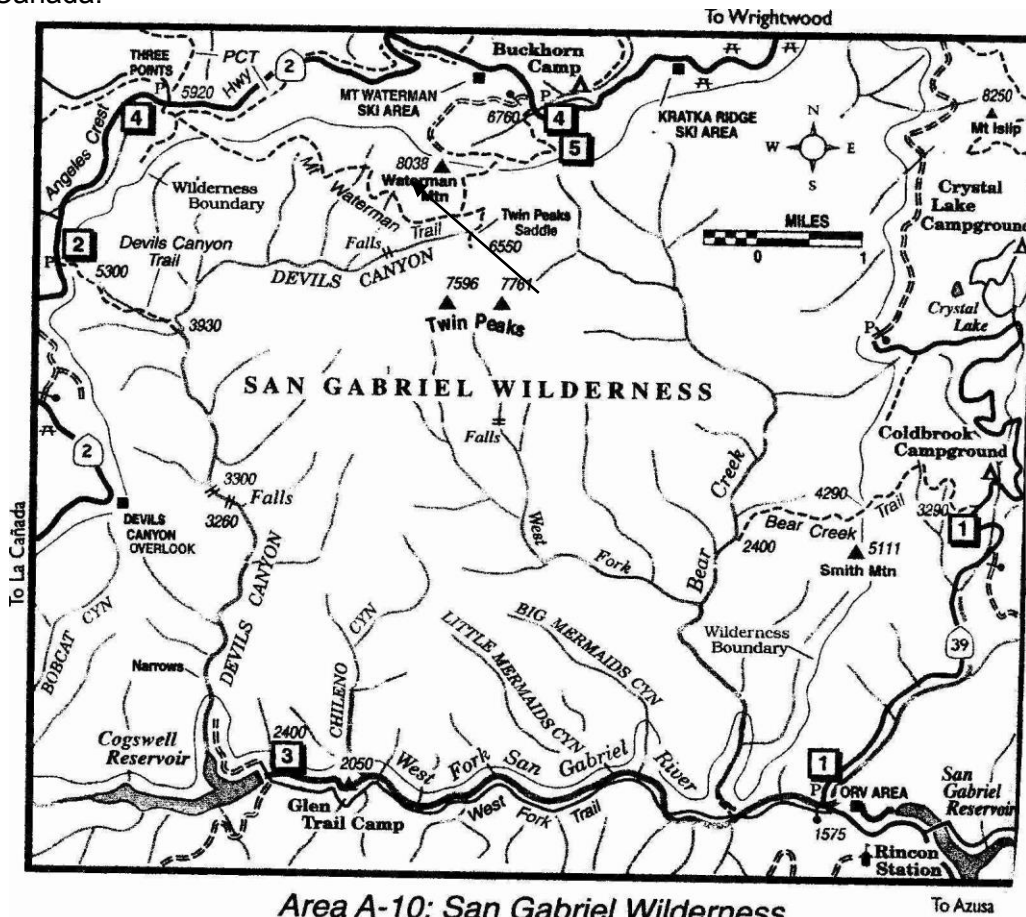 Canada.
To Wrightwood
THREE
POINTS
PCT
2
Hwy
P
5920
Buckhorn
Camp
MT WATERMAN
SKI AREA
P
6760
4
5
KRATKA RIDGE
SKI AREA
8250
Mt Islip
4
Angeles Crest
N
W E
S
8038
Waterman
Mtn
Mt Waterman Trail
Wilderness
Boundary
Crystal
Lake
Campground
MILES
0 1
Twin Peaks
Saddle
6550
Falls
2
P
5300
Devils Canyon
Trail
DEVILS CANYON
7596 7761
Twin Peaks
3930
Crystal
Lake
P
SAN GABRIEL WILDERNESS
Falls
Coldbrook
Campground
2
3300
Falls
3260
DEVILS
CANYON
OVERLOOK
To La Cañada
West Fork
Bear Creek
4290
Bear Creek Trail
3290
2400
1
5111
Smith Mtn
BOBCAT CYN
DEVILS CANYON
CHILENO CYN
LITTLE MERMAIDS CYN
BIG MERMAIDS CYN
Wilderness
Boundary
39
Narrows
Cogswell
Reservoir
2400
3
2050
West Fork San Gabriel River
Glen
Trail Camp
West Fork Trail
1
P
ORV AREA
1575
San
Gabriel
Reservoir
Rincon
Station
Area A-10: San Gabriel Wilderness
To Azusa